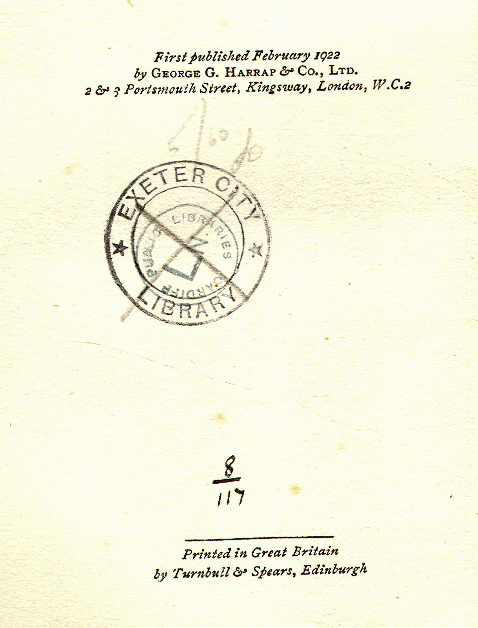 First published February 1922
by GEORGE G. HARRAP & CO., LTD.
2 & 3 Portsmouth Street, Kingsway, London, W.C.2
EXETER CITY
LIBRARY
PUBLIC LIBRARIES
CARDIFF
8
117
Printed in Great Britain
by Turnbull & Spears, Edinburgh